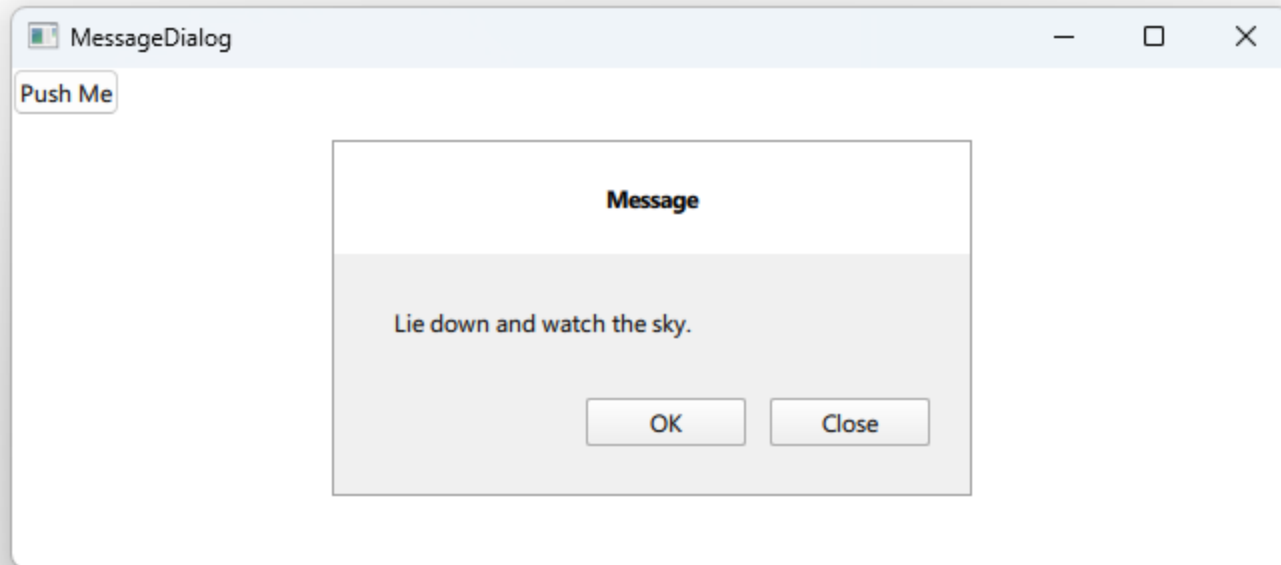 MessageDialog
Push Me
Message
Lie down and watch the sky.
OK Close